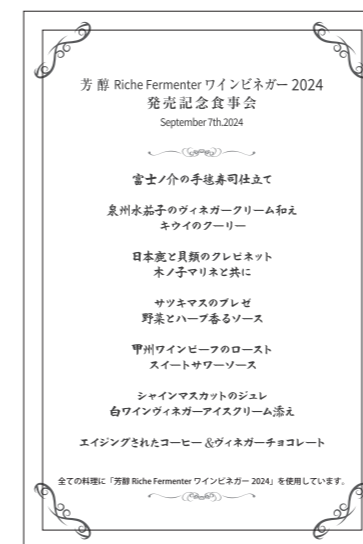 芳醇 Riche Fermenter ワインビネガー 2024
発売記念食事会
September 7th.2024
富士ノ介の手毬寿司仕立て
泉州水茄子のヴィネガークリーム和え
キウイのクーリー
日本鹿と貝類のクレピネット
木ノ子マリネと共に
サツキマスのブレゼ
野菜とハーブ香るソース
甲州ワインビーフのロースト
スイートサワーソース
シャインマスカットのジュレ
白ワインヴィネガーアイスクリーム添え
エイジングされたコーヒー &ヴィネガーチョコレート
全ての料理に「芳醇 Riche Fermenter ワインビネガー 2024」を使用しています。